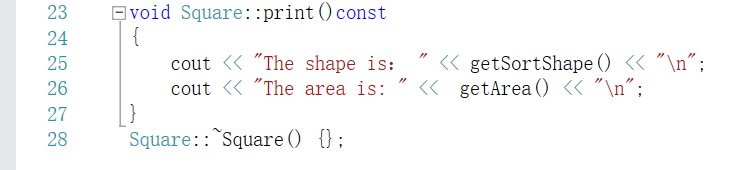 23 void Square::print()const
24 {
25 cout << "The shape is： " << getSortShape() << "\n";
26 cout << "The area is: " << getArea() << "\n";
27 }
28 Square::~Square() {};